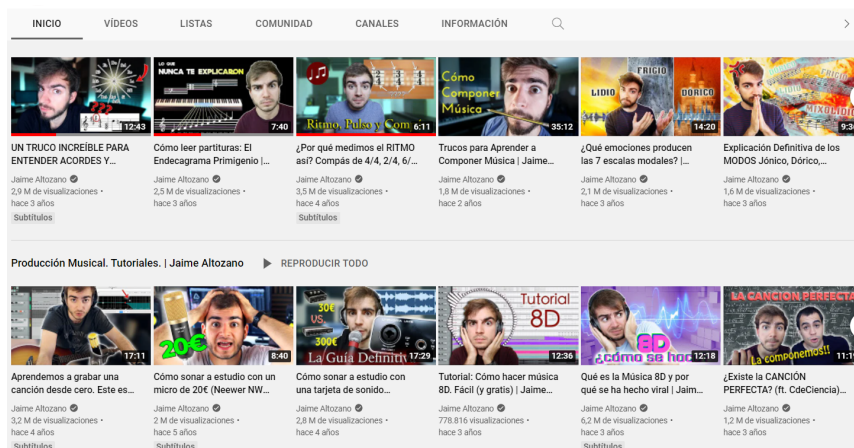 INICIO VÍDEOS LISTAS COMUNIDAD CANALES INFORMACIÓN
???
12:43
LO QUE
NUNCA TE EXPLICARON
7:40
Ritmo, Pulso y Com
6:11
Cómo
Componer
Música
35:12
LIDIO FRIGIO DORICO
14:20
MIXOLIDIO
UN TRUCO INCREÍBLE PARA
ENTENDER ACORDES Y...
Jaime Altozano
2,9 M de visualizaciones •
hace 3 años
Subtítulos
Cómo leer partituras: El
Endecagrama Primigenio |...
Jaime Altozano
2,5 M de visualizaciones •
hace 3 años
¿Por qué medimos el RITMO
así? Compás de 4/4, 2/4, 6/...
Jaime Altozano
3,5 M de visualizaciones •
hace 4 años
Subtítulos
Trucos para Aprender a
Componer Música | Jaime...
Jaime Altozano
1,8 M de visualizaciones •
hace 2 años
¿Qué emociones producen
las 7 escalas modales? |...
Jaime Altozano
2,1 M de visualizaciones •
hace 3 años
Explicación Definitiva de los
MODOS Jónico, Dórico,...
Jaime Altozano
1,6 M de visualizaciones •
hace 3 años
Producción Musical. Tutoriales. | Jaime Altozano REPRODUCIR TODO
17:11
20€
8:40
30€
VS
300€
La Guía Definitiv
17:29
Tutorial
8D
12:36
8D
¿cómo se hac
12:18
LA CANCION PERFECTA
La componemos!!
Aprendemos a grabar una
canción desde cero. Este es...
Jaime Altozano
3,2 M de visualizaciones •
hace 4 años
Subtítulos
Cómo sonar a estudio con un
micro de 20€ (Neewer NW...
Jaime Altozano
2 M de visualizaciones •
hace 5 años
Subtítulos
Cómo sonar a estudio con
una tarjeta de sonido...
Jaime Altozano
2,8 M de visualizaciones •
hace 4 años
Tutorial: Cómo hacer música
8D. Fácil (y gratis) | Jaime...
Jaime Altozano
778.816 visualizaciones •
hace 3 años
Qué es la Música 8D y por
qué se ha hecho viral | Jaim...
Jaime Altozano
6,2 M de visualizaciones •
hace 3 años
Subtítulos
¿Existe la CANCIÓN
PERFECTA? (ft. CdeCiencia)...
Jaime Altozano
1,2 M de visualizaciones •
hace 3 años